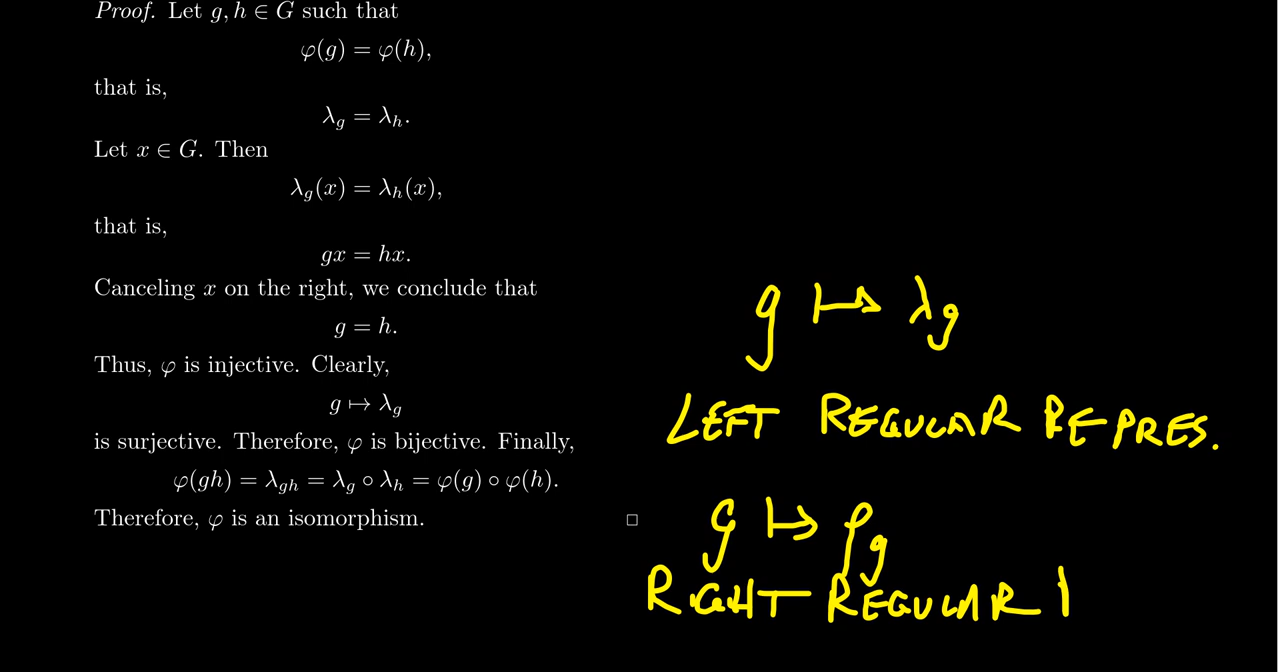 Proof. Let g, h ∈ G such that
φ(g) = φ(h),
that is,
λ_g = λ_h.
Let x ∈ G. Then
λ_g(x) = λ_h(x),
that is,
gx = hx.
Canceling x on the right, we conclude that
g = h.
Thus, φ is injective. Clearly,
g ↦ λ_g
is surjective. Therefore, φ is bijective. Finally,
φ(gh) = λ_gh = λ_g ∘ λ_h = φ(g) ∘ φ(h).
Therefore, φ is an isomorphism. □
g ↦ λ_g
LEFT REGULAR REPRES.
g ↦ ρ_g
RIGHT REGULAR